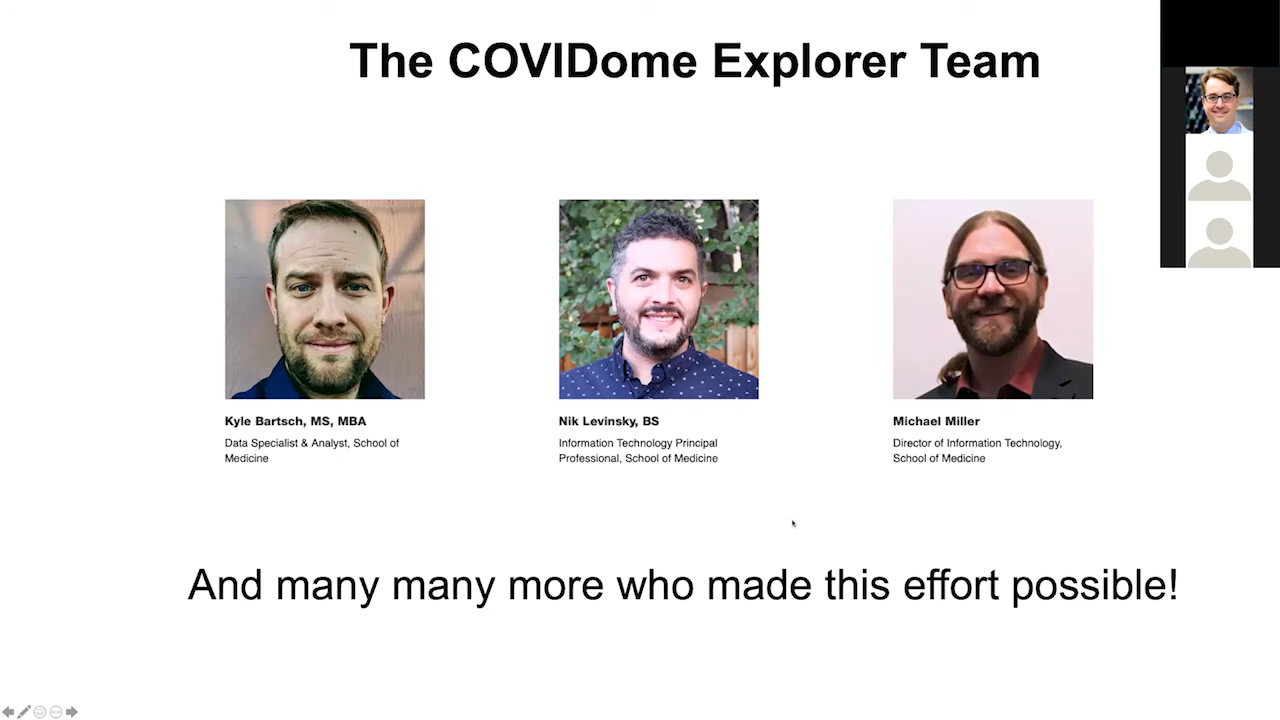 The COVIDome Explorer Team
Kyle Bartsch, MS, MBA
Data Specialist & Analyst, School of
Medicine
Nik Levinsky, BS
Information Technology Principal
Professional, School of Medicine
Michael Miller
Director of Information Technology,
School of Medicine
And many many more who made this effort possible!